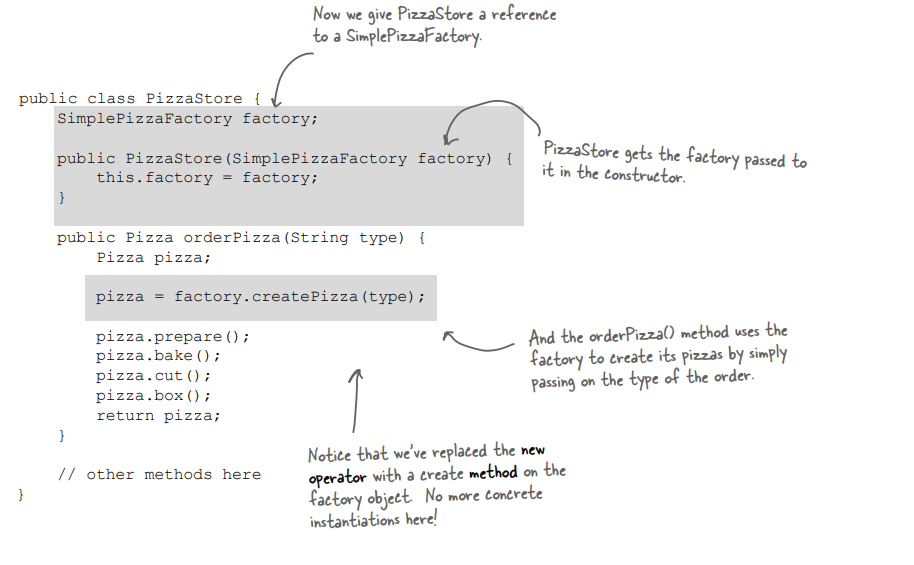 Now we give PizzaStore a reference
to a SimplePizzaFactory.
public class PizzaStore {
SimplePizzaFactory factory;
public PizzaStore(SimplePizzaFactory factory) {
this.factory = factory;
}
PizzaStore gets the factory passed to
it in the constructor.
public Pizza orderPizza(String type) {
Pizza pizza;
pizza = factory.createPizza(type);
pizza.prepare();
pizza.bake();
pizza.cut();
pizza.box();
return pizza;
}
And the orderPizza() method uses the
factory to create its pizzas by simply
passing on the type of the order.
Notice that we've replaced the new
operator with a create method on the
factory object. No more concrete
instantiations here!
// other methods here
}